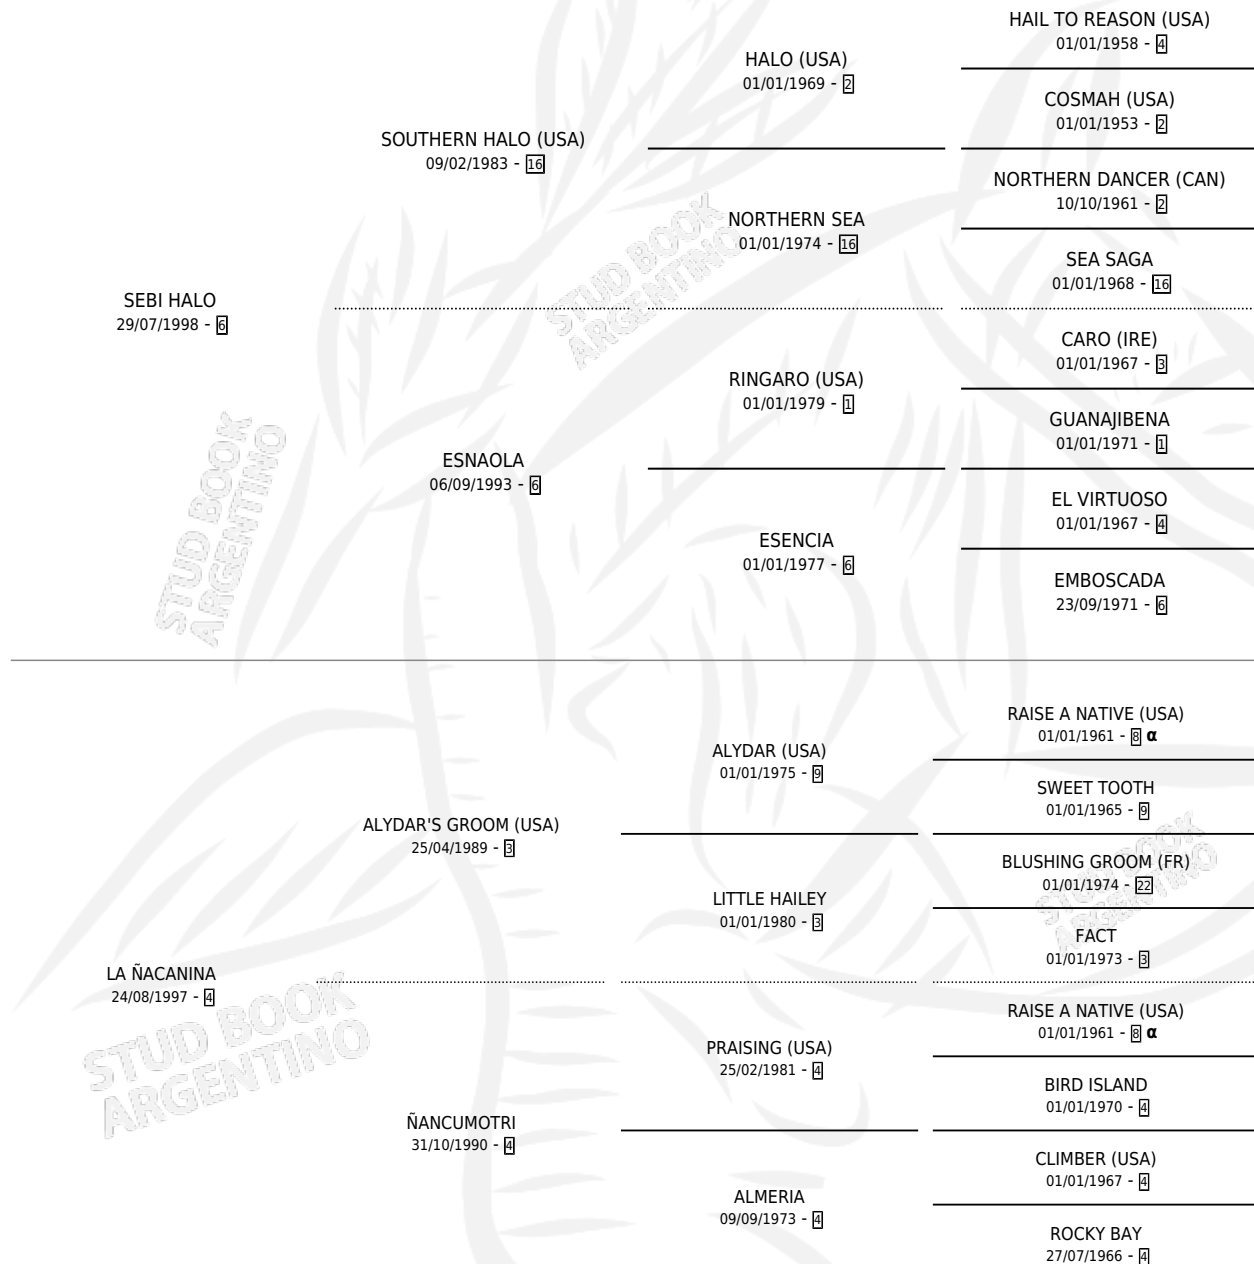 HAIL TO REASON (USA)
01/01/1958 - 4
HALO (USA)
01/01/1969 - 2
COSMAH (USA)
01/01/1953 - 2
SOUTHERN HALO (USA)
09/02/1983 - 16
NORTHERN DANCER (CAN)
10/10/1961 - 2
NORTHERN SEA
01/01/1974 - 16
SEA SAGA
01/01/1968 - 16
SEBI HALO
29/07/1998 - 6
CARO (IRE)
01/01/1967 - 3
RINGARO (USA)
01/01/1979 - 1
GUANAJIBENA
01/01/1971 - 1
ESNAOLA
06/09/1993 - 6
EL VIRTUOSO
01/01/1967 - 4
ESENCIA
01/01/1977 - 6
EMBOSCADA
23/09/1971 - 6
RAISE A NATIVE (USA)
01/01/1961 - 8 α
ALYDAR (USA)
01/01/1975 - 9
SWEET TOOTH
01/01/1965 - 9
ALYDAR'S GROOM (USA)
25/04/1989 - 3
BLUSHING GROOM (FR)
01/01/1974 - 22
LITTLE HAILEY
01/01/1980 - 3
FACT
01/01/1973 - 3
LA ÑACANINA
24/08/1997 - 4
RAISE A NATIVE (USA)
01/01/1961 - 8 α
PRAISING (USA)
25/02/1981 - 4
BIRD ISLAND
01/01/1970 - 4
ÑANCUMOTRI
31/10/1990 - 4
CLIMBER (USA)
01/01/1967 - 4
ALMERIA
09/09/1973 - 4
ROCKY BAY
27/07/1966 - 4
STUD BOOK
ARGENTINO
STUD BOOK
ARGENTINO
STUD BOOK
ARGENTINO
STUD BOOK
ARGENTINO